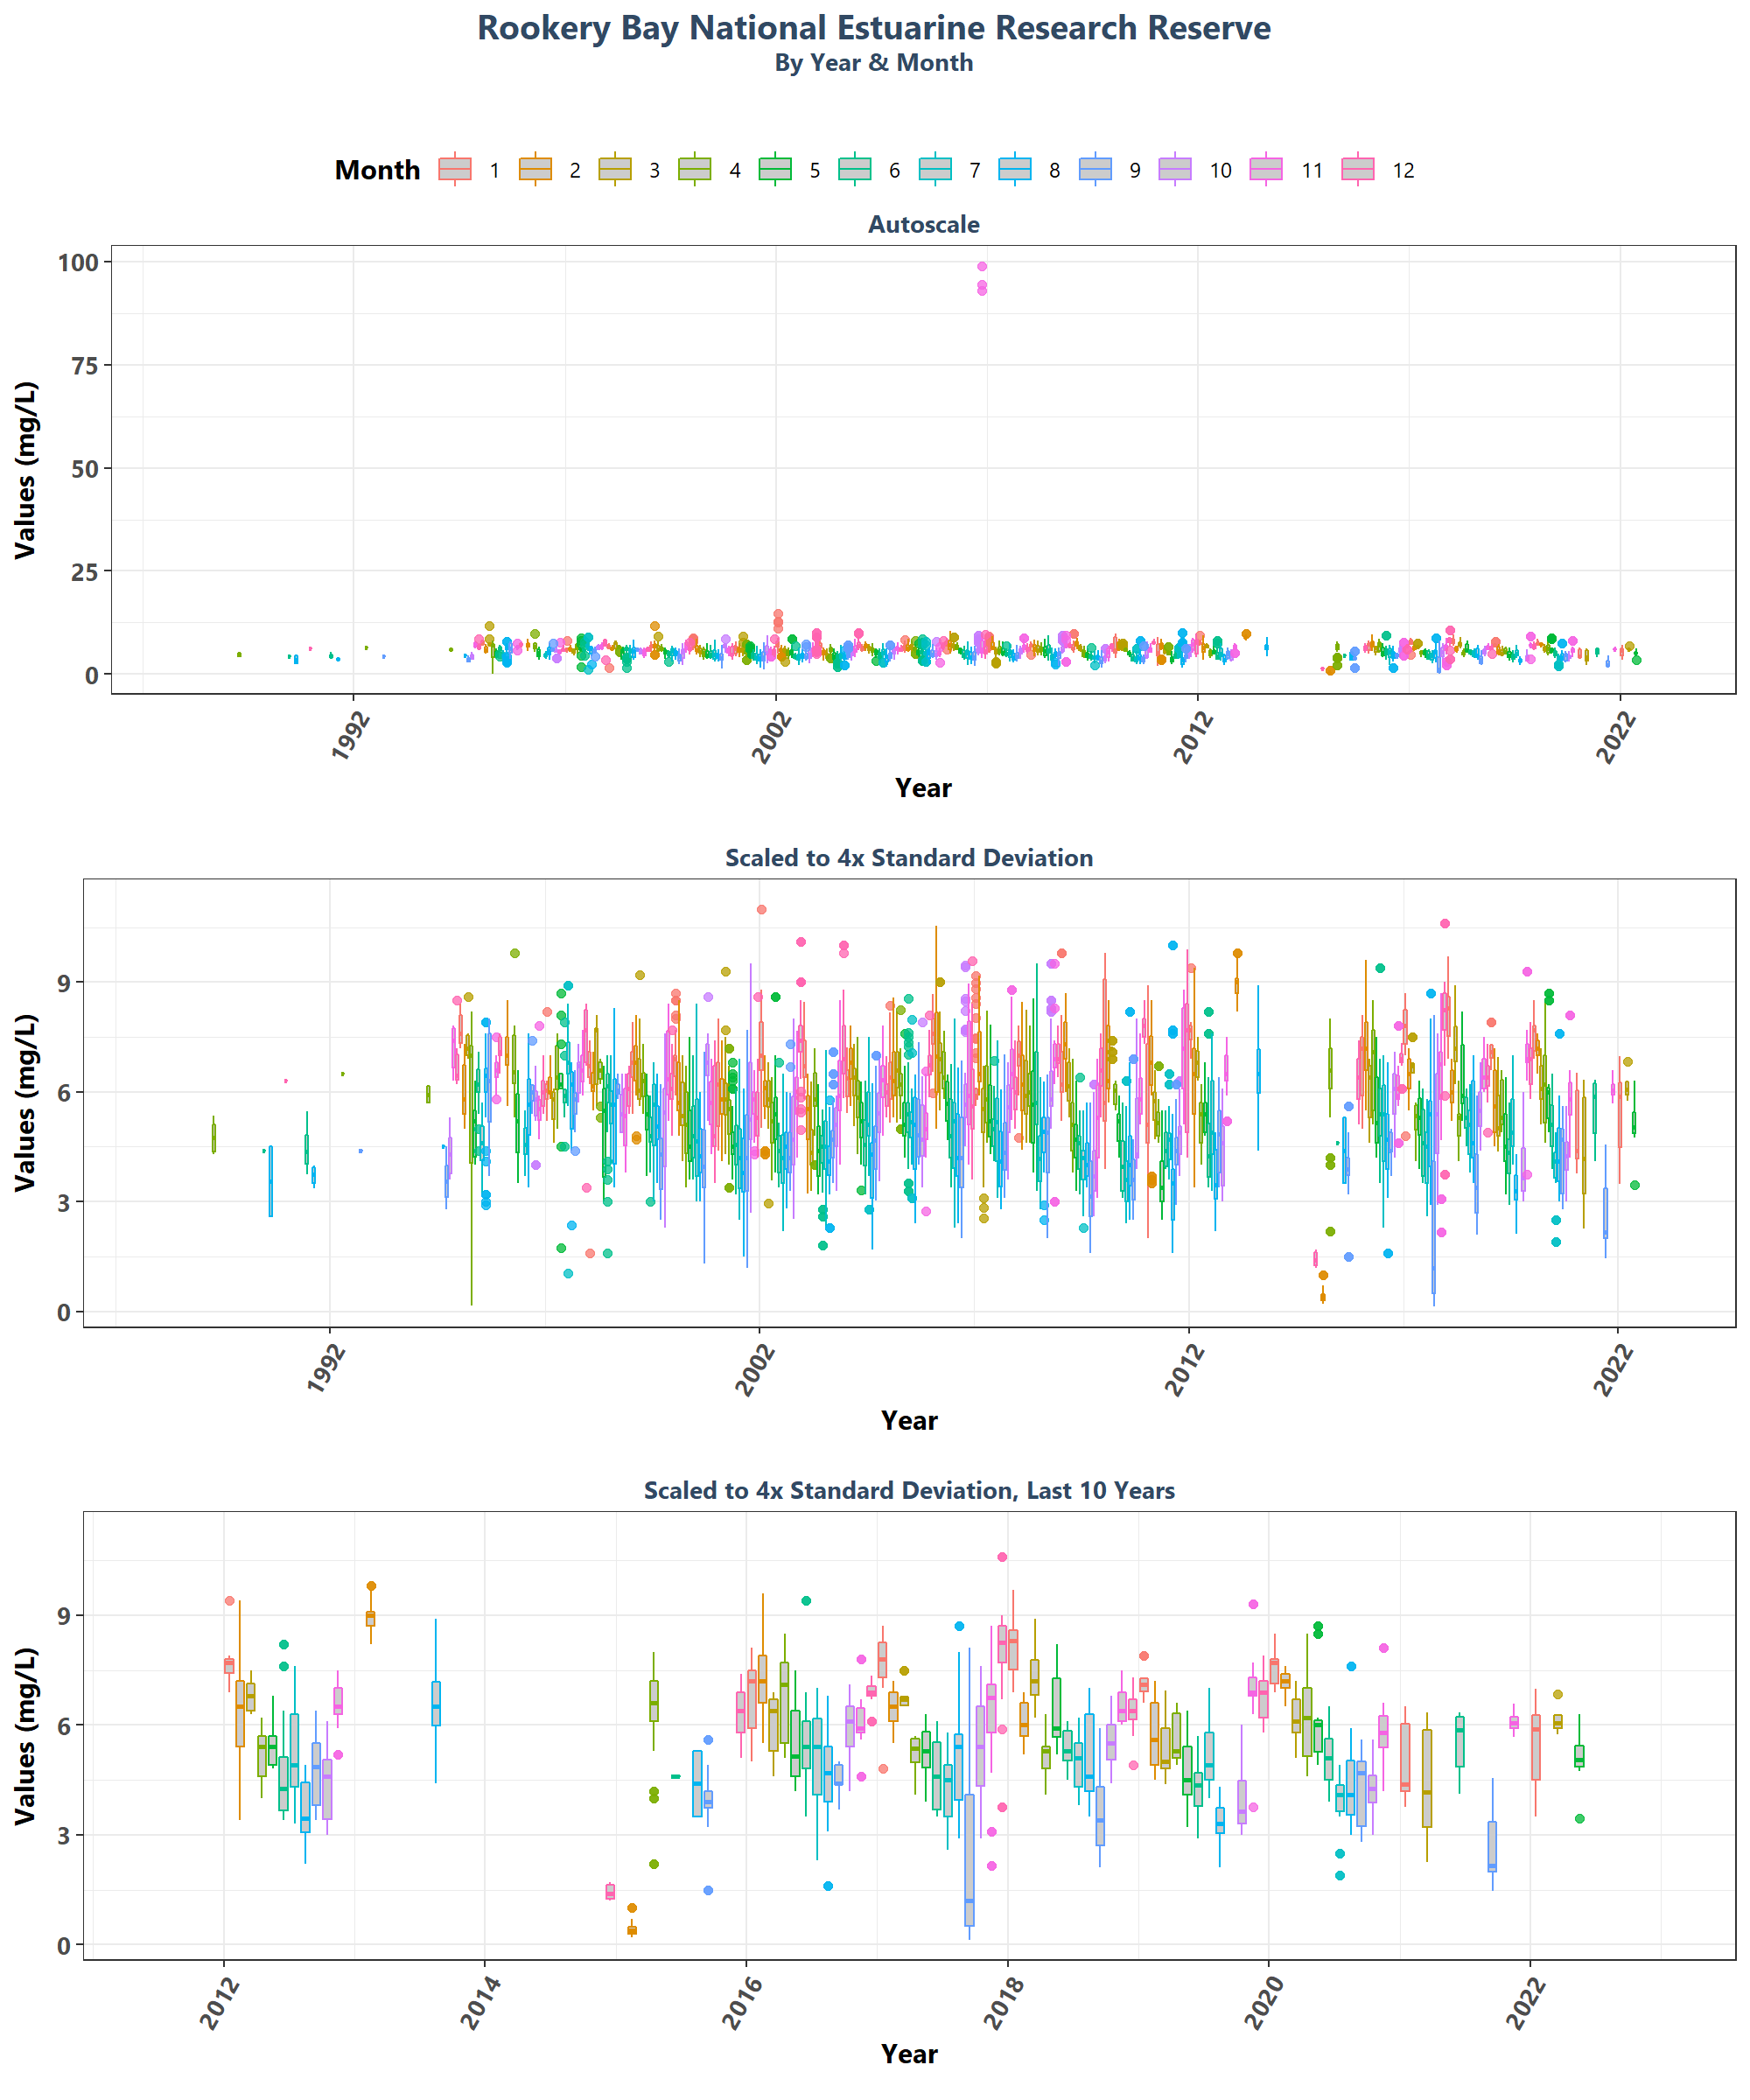 Rookery Bay National Estuarine Research Reserve
By Year & Month
Month 1 2 3 4 5 6 7 8 9 10 11 12
Autoscale
Values (mg/L)
100
75
50
25
0
1992 2002 2012 2022
Year
Scaled to 4x Standard Deviation
Values (mg/L)
9
6
3
0
1992 2002 2012 2022
Year
Scaled to 4x Standard Deviation, Last 10 Years
Values (mg/L)
9
6
3
0
2012 2014 2016 2018 2020 2022
Year